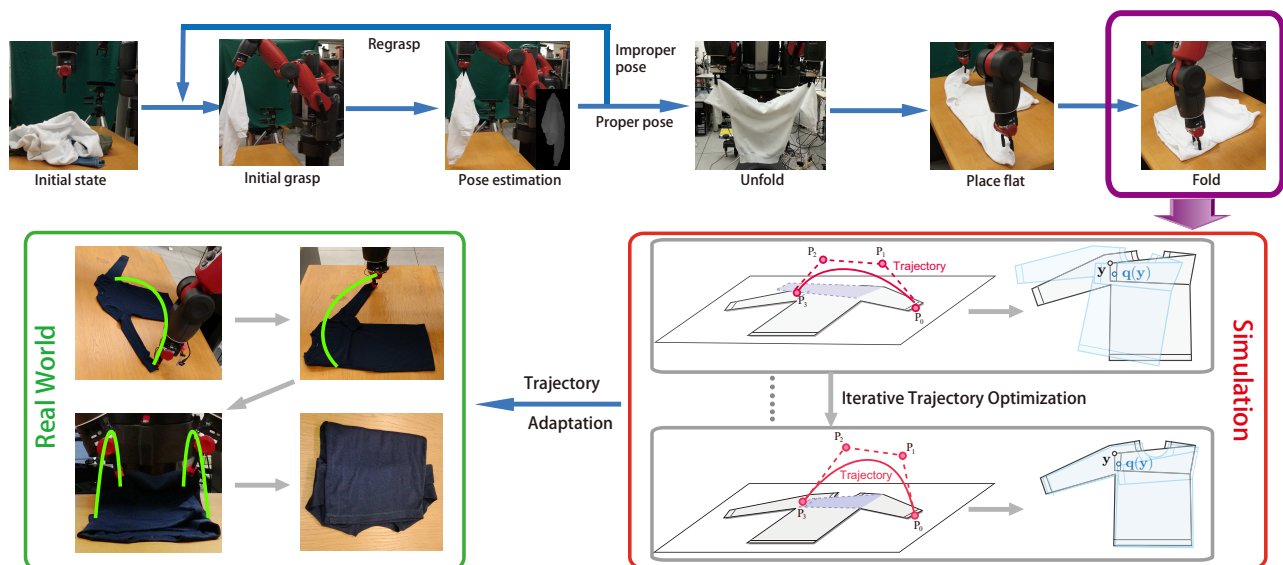 Regrasp
Improper
pose
Proper pose
Initial state
Initial grasp
Pose estimation
Unfold
Place flat
Fold
Real World
Trajectory
Adaptation
Simulation
P₂
P₁
Trajectory
P₃
P₀
y
q(y)
Iterative Trajectory Optimization
P₂
P₁
Trajectory
P₃
P₀
y
q(y)